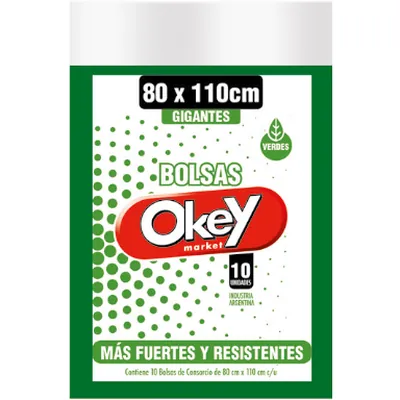 80 x 110cm
GIGANTES
VERDES
BOLSAS
Okey
market
10
UNIDADES
INDUSTRIA
ARGENTINA
MÁS FUERTES Y RESISTENTES
Contiene 10 Bolsas de Consorcio de 80 cm x 110 cm c/u